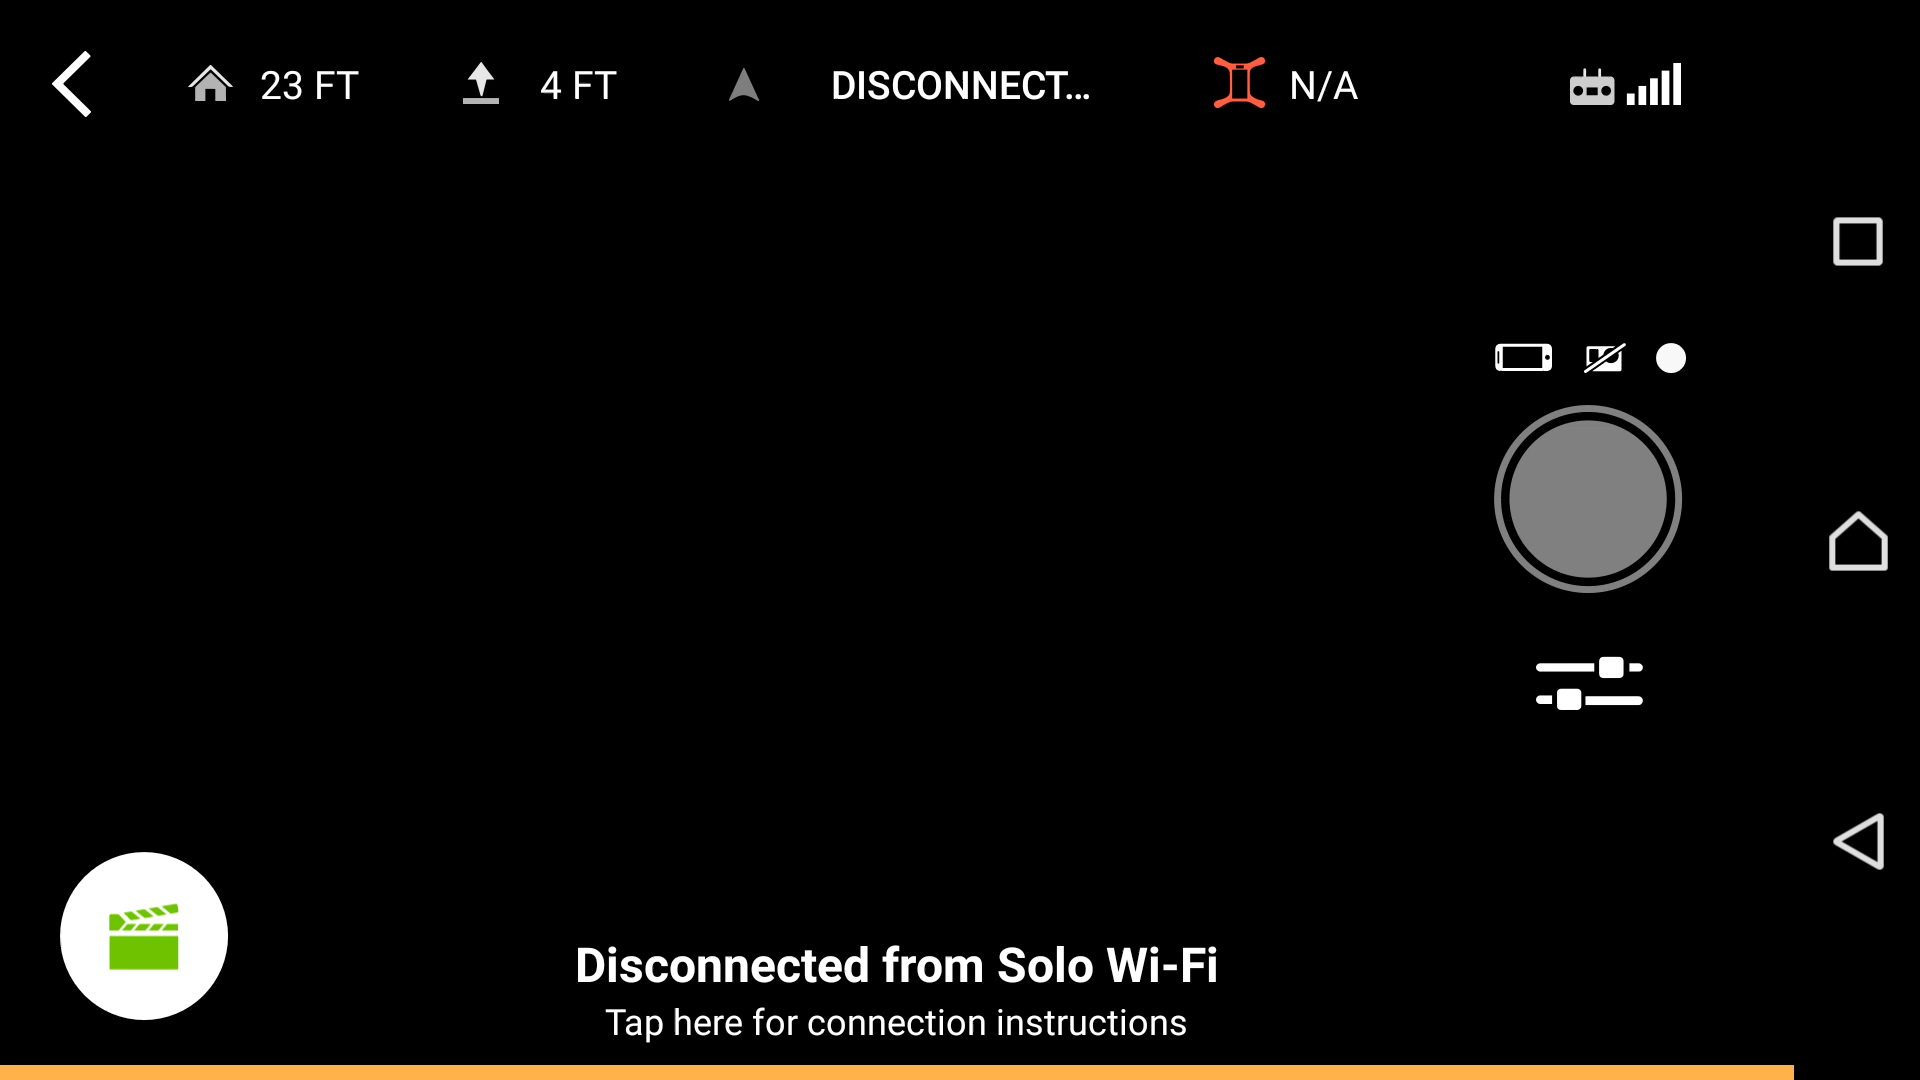 23 FT
4 FT
DISCONNECT...
N/A
Disconnected from Solo Wi-Fi
Tap here for connection instructions